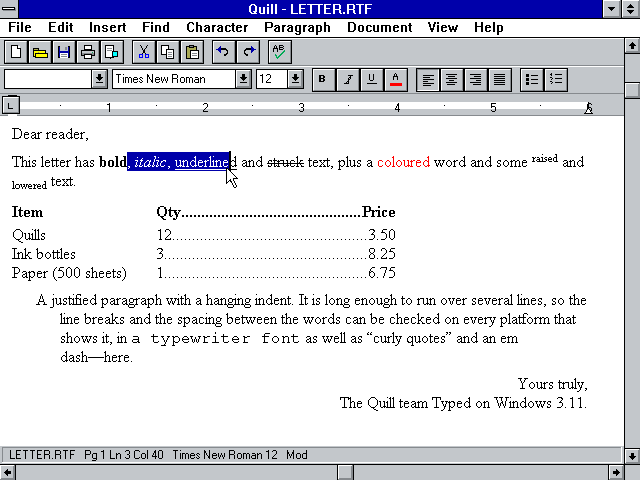 Quill - LETTER.RTF
File Edit Insert Find Character Paragraph Document View Help
ABC
Times New Roman 12 B I U A
L 1 2 3 4 5 6
Dear reader,
This letter has bold, italic, underlined and struck text, plus a coloured word and some raised and
lowered text.
Item Qty............................................Price
Quills 12................................................3.50
Ink bottles 3..................................................8.25
Paper (500 sheets) 1..................................................6.75
A justified paragraph with a hanging indent. It is long enough to run over several lines, so the
line breaks and the spacing between the words can be checked on every platform that
shows it, in a typewriter font as well as “curly quotes” and an em
dash—here.
Yours truly,
The Quill team Typed on Windows 3.11.
LETTER.RTF Pg 1 Ln 3 Col 40 Times New Roman 12 Mod